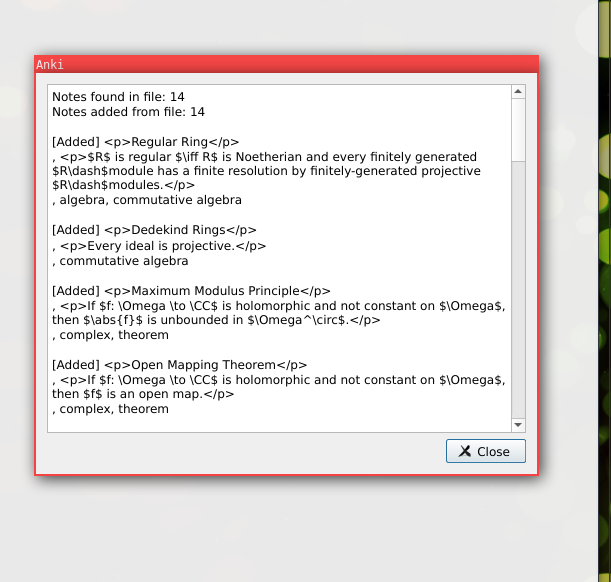 Anki
Notes found in file: 14
Notes added from file: 14
[Added] <p>Regular Ring</p>
, <p>$R$ is regular $\iff R$ is Noetherian and every finitely generated
$R\dash$module has a finite resolution by finitely-generated projective
$R\dash$modules.</p>
, algebra, commutative algebra
[Added] <p>Dedekind Rings</p>
, <p>Every ideal is projective.</p>
, commutative algebra
[Added] <p>Maximum Modulus Principle</p>
, <p>If $f: \Omega \to \CC$ is holomorphic and not constant on $\Omega$,
then $\abs{f}$ is unbounded in $\Omega^\circ$.</p>
, complex, theorem
[Added] <p>Open Mapping Theorem</p>
, <p>If $f: \Omega \to \CC$ is holomorphic and not constant on $\Omega$,
then $f$ is an open map.</p>
, complex, theorem
Close